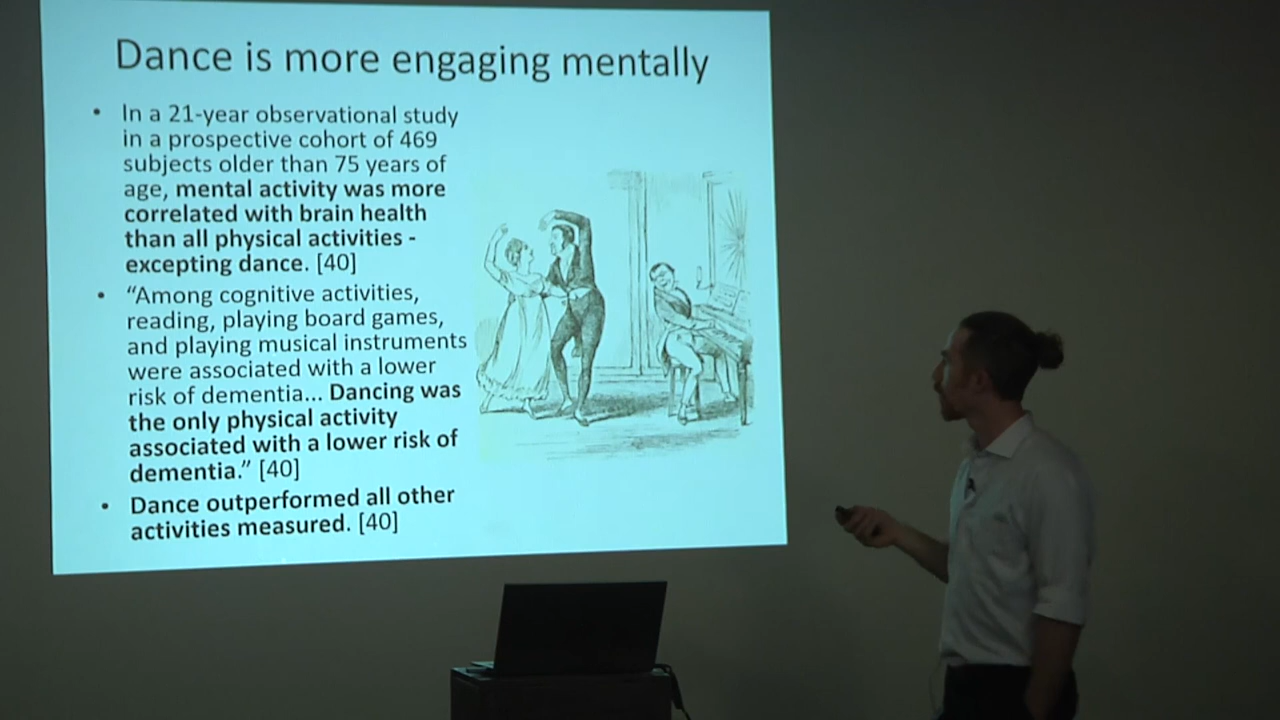 Dance is more engaging mentally
• In a 21-year observational study
in a prospective cohort of 469
subjects older than 75 years of
age, mental activity was more
correlated with brain health
than all physical activities -
excepting dance. [40]
• “Among cognitive activities,
reading, playing board games,
and playing musical instruments
were associated with a lower
risk of dementia... Dancing was
the only physical activity
associated with a lower risk of
dementia.” [40]
• Dance outperformed all other
activities measured. [40]